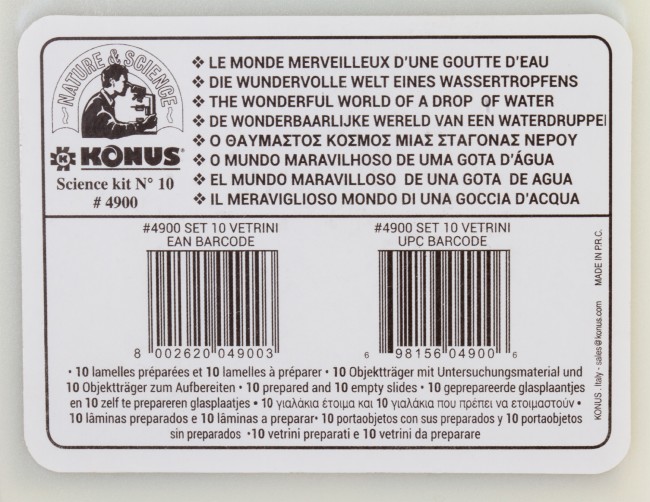 NATURE & SCIENCE
KONUS®
Science kit N° 10
# 4900
❖ LE MONDE MERVEILLEUX D'UNE GOUTTE D'EAU
❖ DIE WUNDERVOLLE WELT EINES WASSERTROPFENS
❖ THE WONDERFUL WORLD OF A DROP OF WATER
❖ DE WONDERBAARLIJKE WERELD VAN EEN WATERDRUPPEL
❖ Ο ΘΑΥΜΑΣΤΟΣ ΚΟΣΜΟΣ ΜΙΑΣ ΣΤΑΓΟΝΑΣ ΝΕΡΟΥ
❖ O MUNDO MARAVILHOSO DE UMA GOTA D'ÁGUA
❖ EL MUNDO MARAVILLOSO DE UNA GOTA DE AGUA
❖ IL MERAVIGLIOSO MONDO DI UNA GOCCIA D'ACQUA
#4900 SET 10 VETRINI
EAN BARCODE
8 002620 049003
#4900 SET 10 VETRINI
UPC BARCODE
6 98156 04900 6
• 10 lamelles préparées et 10 lamelles à préparer • 10 Objektträger mit Untersuchungsmaterial und
10 Objektträger zum Aufbereiten • 10 prepared and 10 empty slides • 10 geprepareerde glasplaantjes
en 10 zelf te prepareren glasplaatjes • 10 γιαλάκια έτοιμα και 10 γιαλάκια που πρέπει να ετοιμαστούν •
10 lâminas preparados e 10 lâminas a preparar• 10 portaobjetos con sus preparados y 10 portaobjetos
sin preparados •10 vetrini preparati e 10 vetrini da preparare
KONUS .Italy - sales@konus.com MADE IN P.R.C.